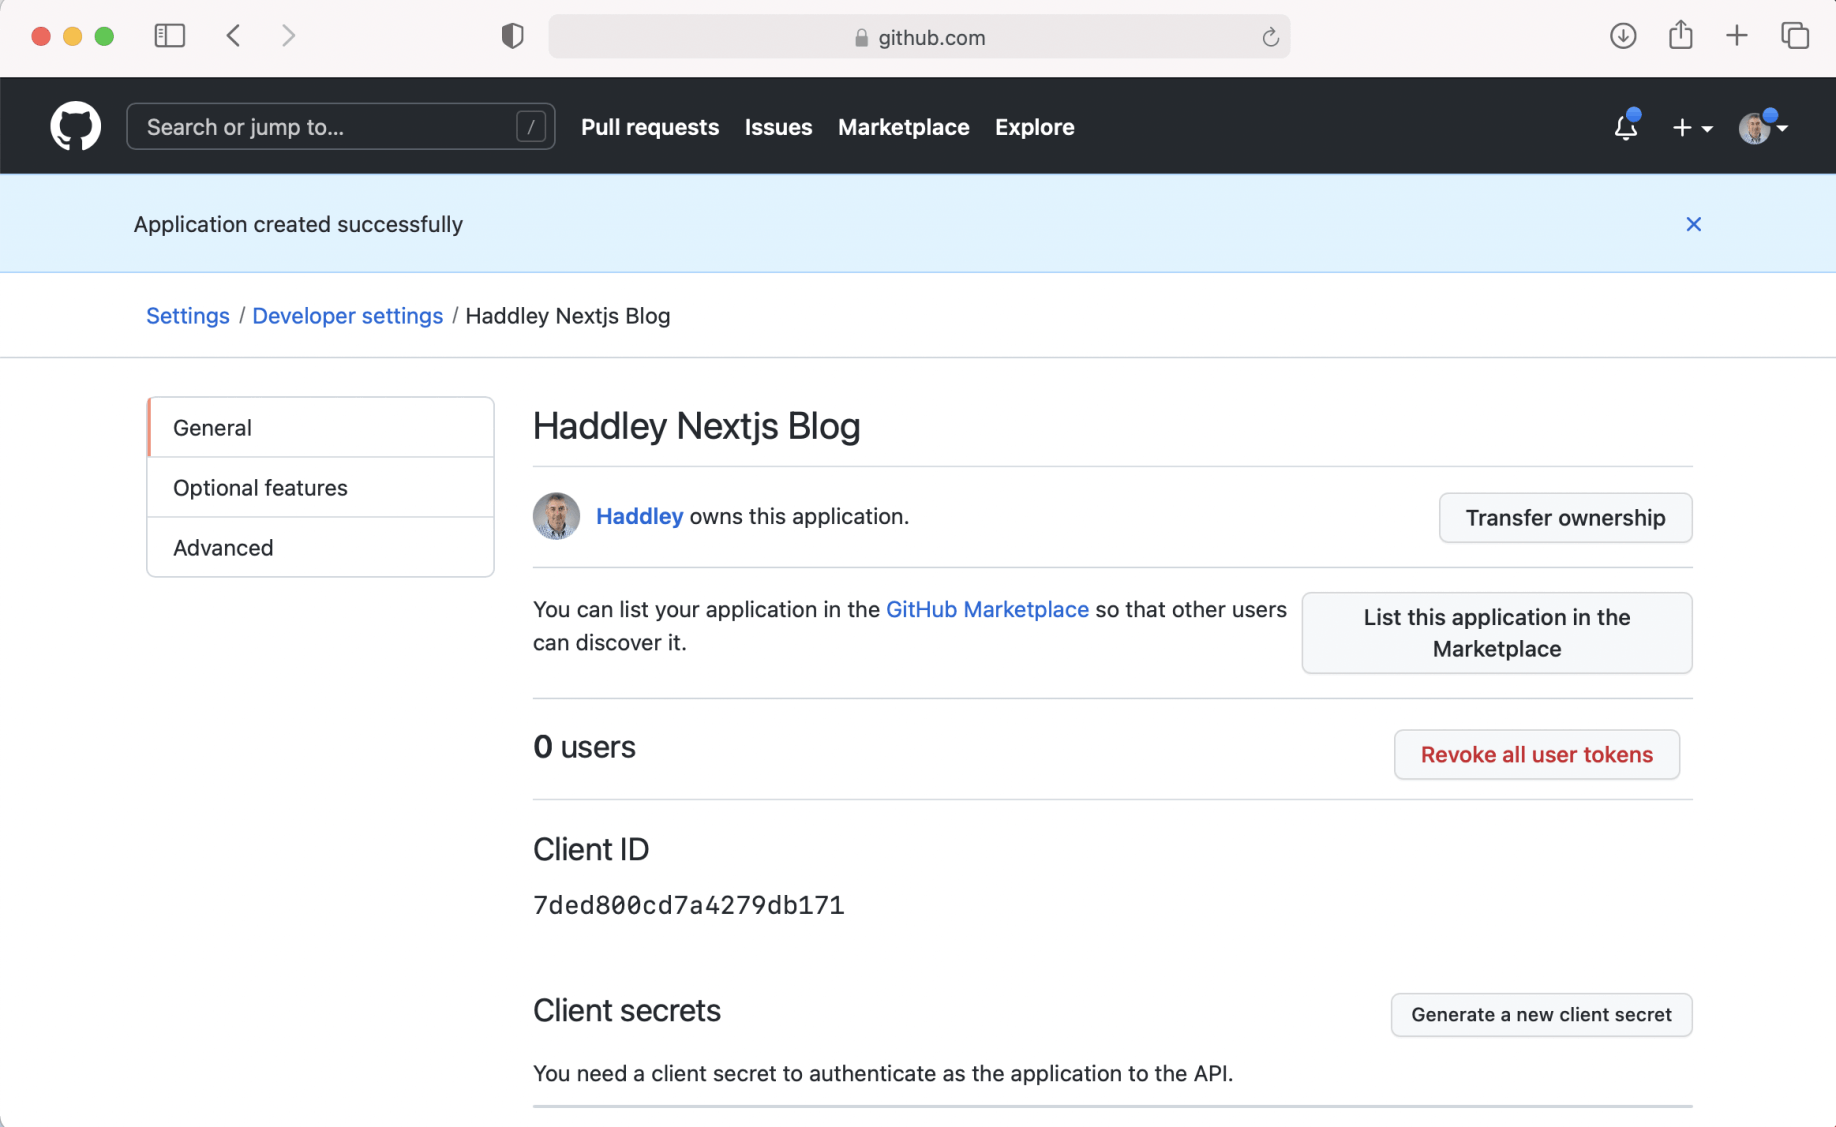 github.com
Search or jump to...
/
Pull requests
Issues
Marketplace
Explore
Application created successfully
Settings / Developer settings / Haddley Nextjs Blog
General
Optional features
Advanced
Haddley Nextjs Blog
Haddley owns this application.
Transfer ownership
You can list your application in the GitHub Marketplace so that other users
can discover it.
List this application in the
Marketplace
0 users
Revoke all user tokens
Client ID
7ded800cd7a4279db171
Client secrets
Generate a new client secret
You need a client secret to authenticate as the application to the API.